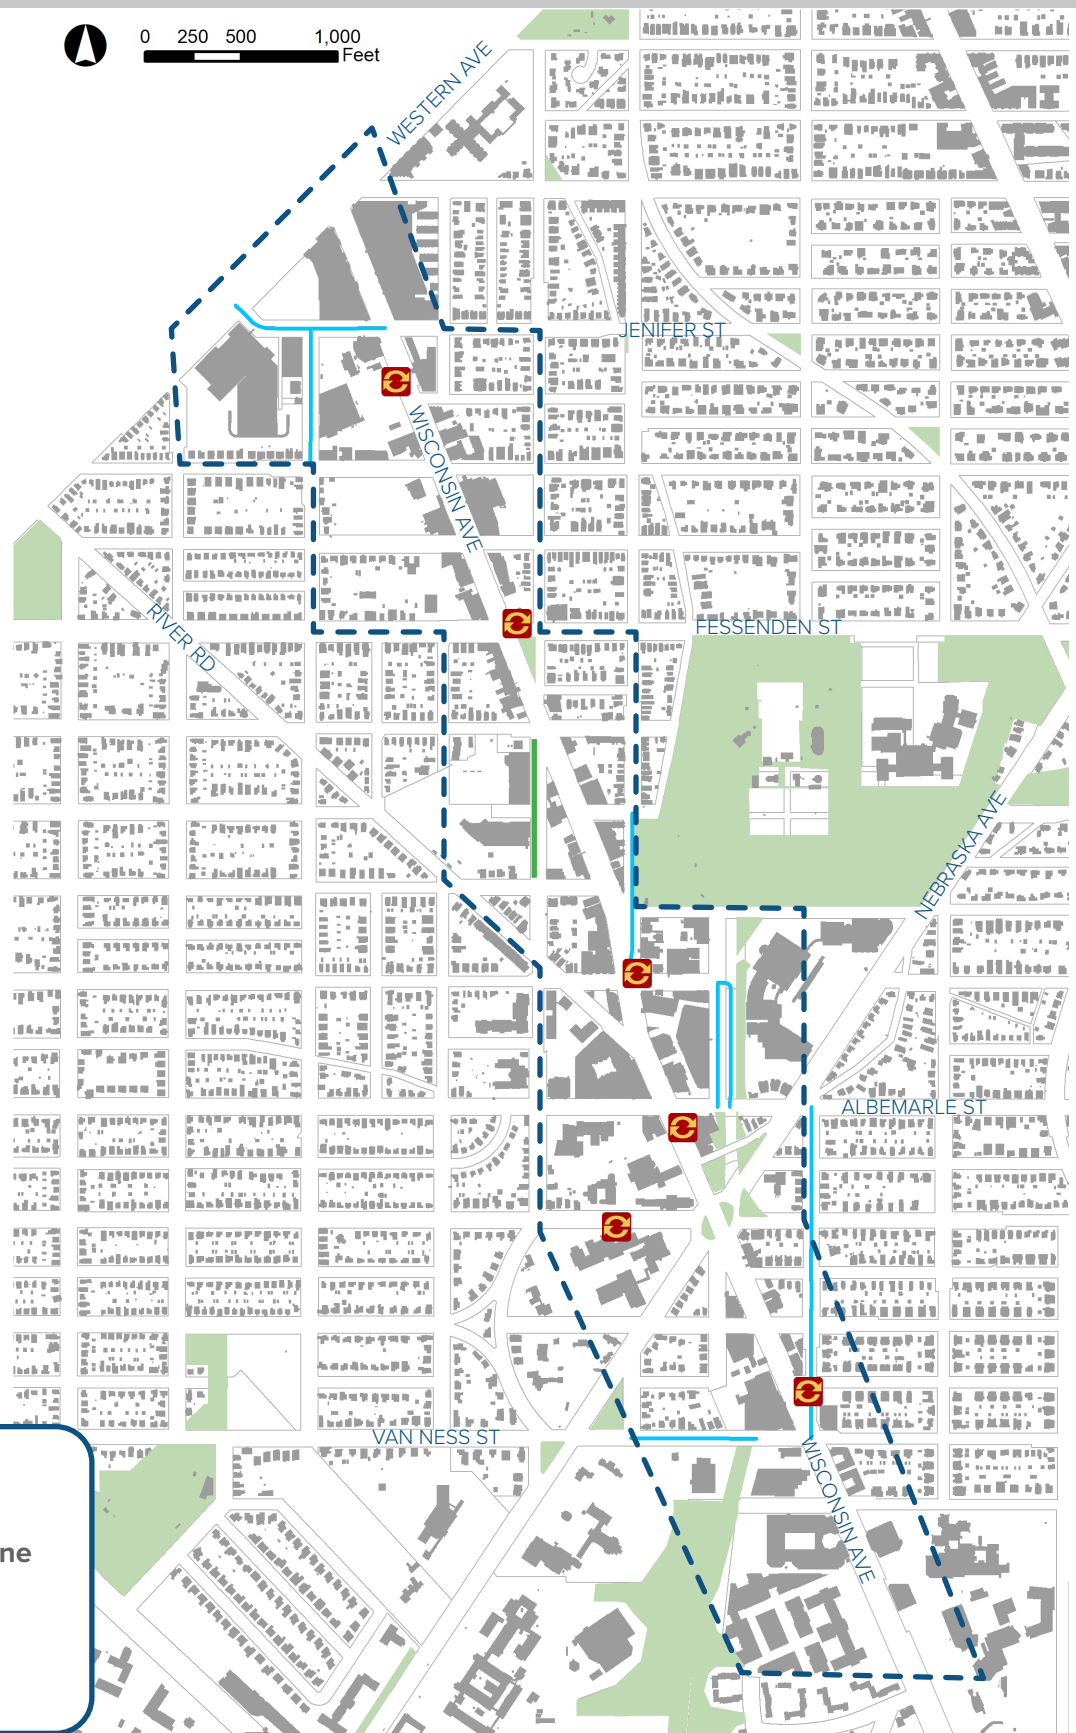 0 250 500 1,000
Feet
WESTERN AVE
JENIFER ST
WISCONSIN AVE
RIVER RD
FESSENDEN ST
NEBRASKA AVE
ALBEMARLE ST
VAN NESS ST
WISCONSIN AVE
ne